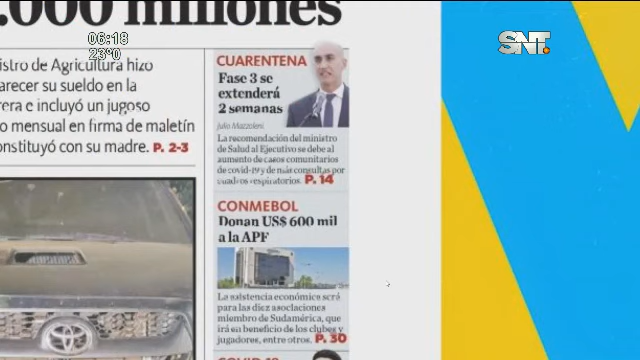 .000 millones
06:18
23°0
SNT
istro de Agricultura hizo
arecer su sueldo en la
rera e incluyó un jugoso
o mensual en firma de maletín
onstituyó con su madre. P. 2-3
CUARENTENA
Fase 3 se
extenderá
2 semanas
Julio Mazzoleni
La recomendación del ministro
de Salud al Ejecutivo se debe al
aumento de casos comunitarios
de covid-19 y de más consultas por
cuadros respiratorios. P. 14
CONMEBOL
Donan US$ 600 mil
a la APF
La asistencia económica será
para las diez asociaciones
miembro de Sudamérica, que
irá en beneficio de los clubes y
jugadores, entre otros. P. 30
COVID-19